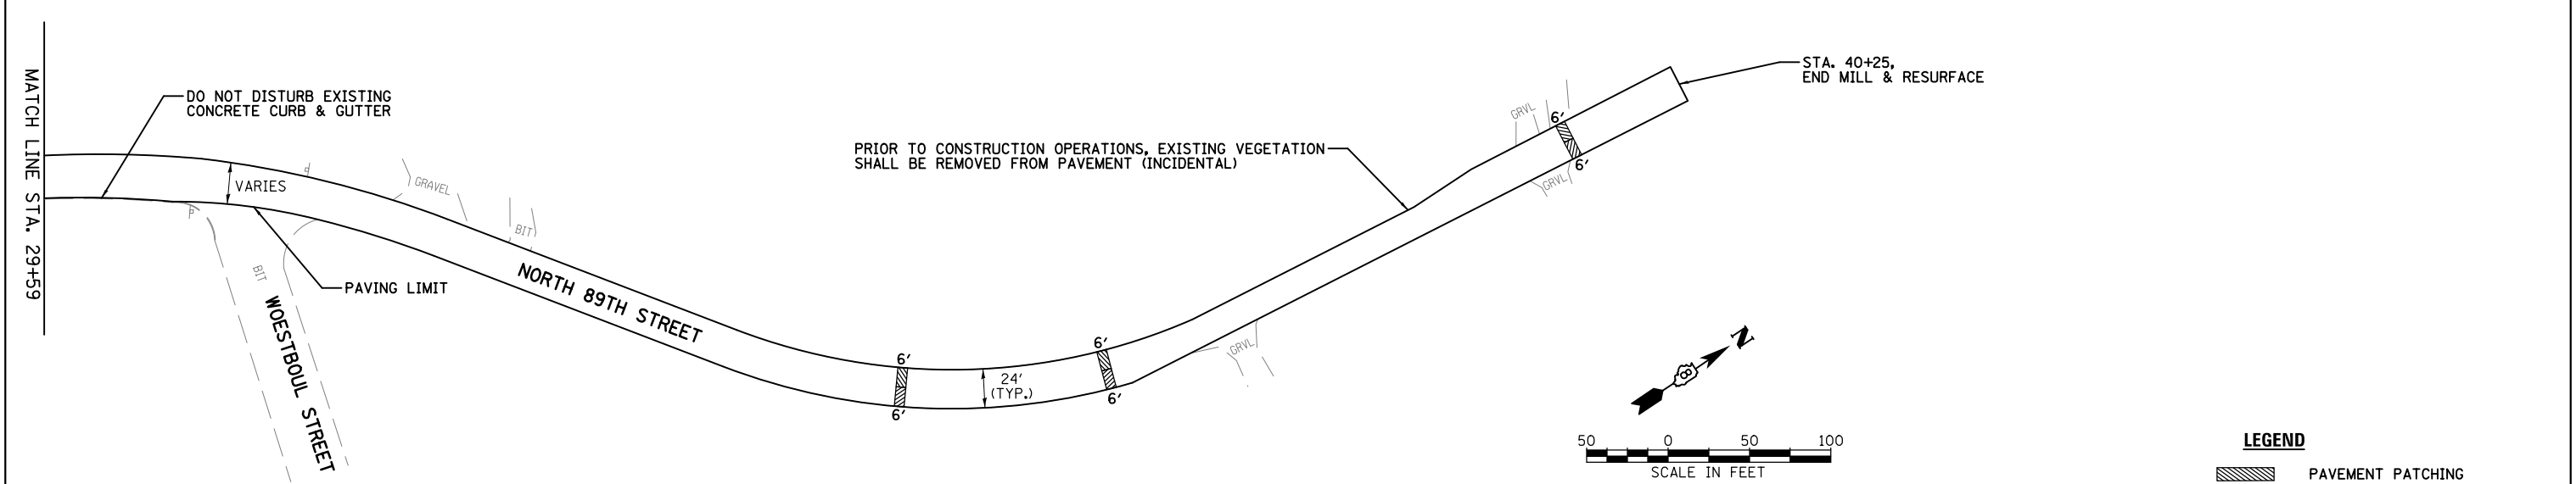 MATCH LINE STA. 29+59
DO NOT DISTURB EXISTING
CONCRETE CURB & GUTTER
VARIES
GRAVEL
BIT
P
P
BIT
WOESTBOUL STREET
PAVING LIMIT
NORTH 89TH STREET
6'
6'
24'
(TYP.)
6'
6'
GRVL
PRIOR TO CONSTRUCTION OPERATIONS, EXISTING VEGETATION
SHALL BE REMOVED FROM PAVEMENT (INCIDENTAL)
GRVL
6'
6'
GRVL
STA. 40+25,
END MILL & RESURFACE
N
50 0 50 100
SCALE IN FEET
LEGEND
PAVEMENT PATCHING